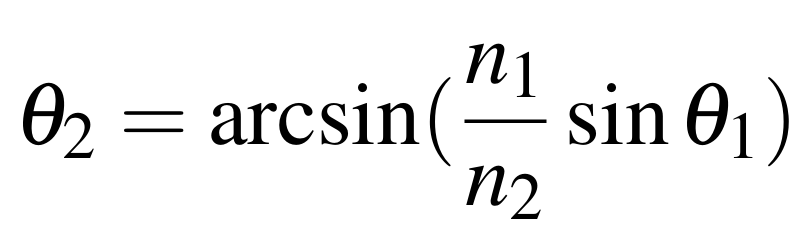 θ₂ = arcsin(n₁/n₂ sin θ₁)